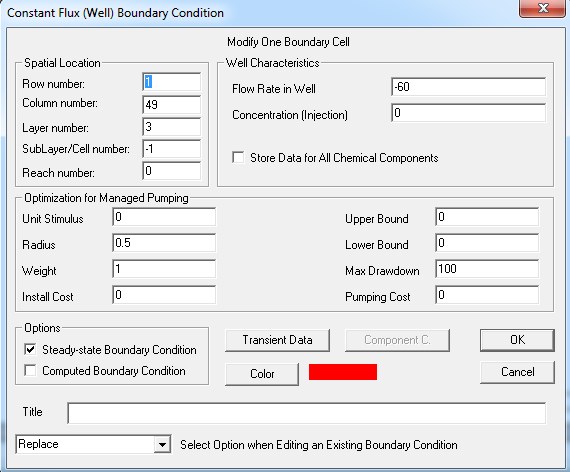 Constant Flux (Well) Boundary Condition
Modify One Boundary Cell
Spatial Location
Row number: 1
Column number: 49
Layer number: 3
SubLayer/Cell number: -1
Reach number: 0
Well Characteristics
Flow Rate in Well -60
Concentration (Injection) 0
Store Data for All Chemical Components
Optimization for Managed Pumping
Unit Stimulus 0 Upper Bound 0
Radius 0.5 Lower Bound 0
Weight 1 Max Drawdown 100
Install Cost 0 Pumping Cost 0
Options
Steady-state Boundary Condition
Computed Boundary Condition
Transient Data Component C. OK
Color Cancel
Title
Replace Select Option when Editing an Existing Boundary Condition